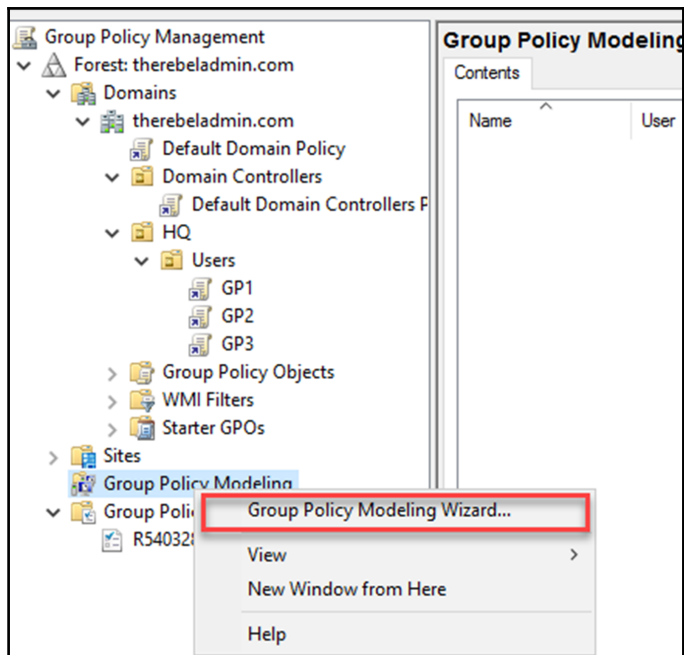 Group Policy Management
Forest: therebeladmin.com
Domains
therebeladmin.com
Default Domain Policy
Domain Controllers
Default Domain Controllers P
HQ
Users
GP1
GP2
GP3
Group Policy Objects
WMI Filters
Starter GPOs
Sites
Group Policy Modeling
Group Poli
R540328
Group Policy Modeling
Contents
Name User
Group Policy Modeling Wizard...
View
New Window from Here
Help